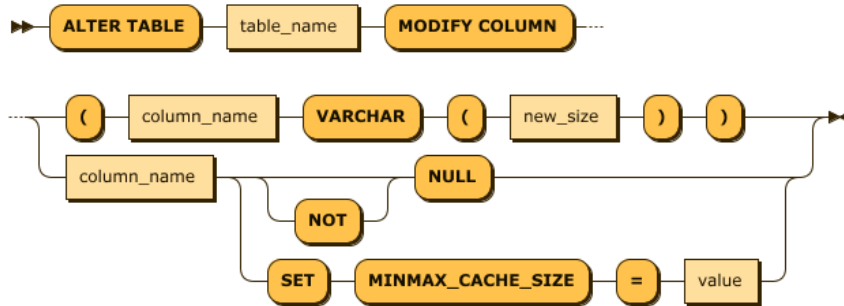 ALTER TABLE table_name MODIFY COLUMN
( column_name VARCHAR ( new_size ) )
column_name NULL
NOT
SET MINMAX_CACHE_SIZE = value